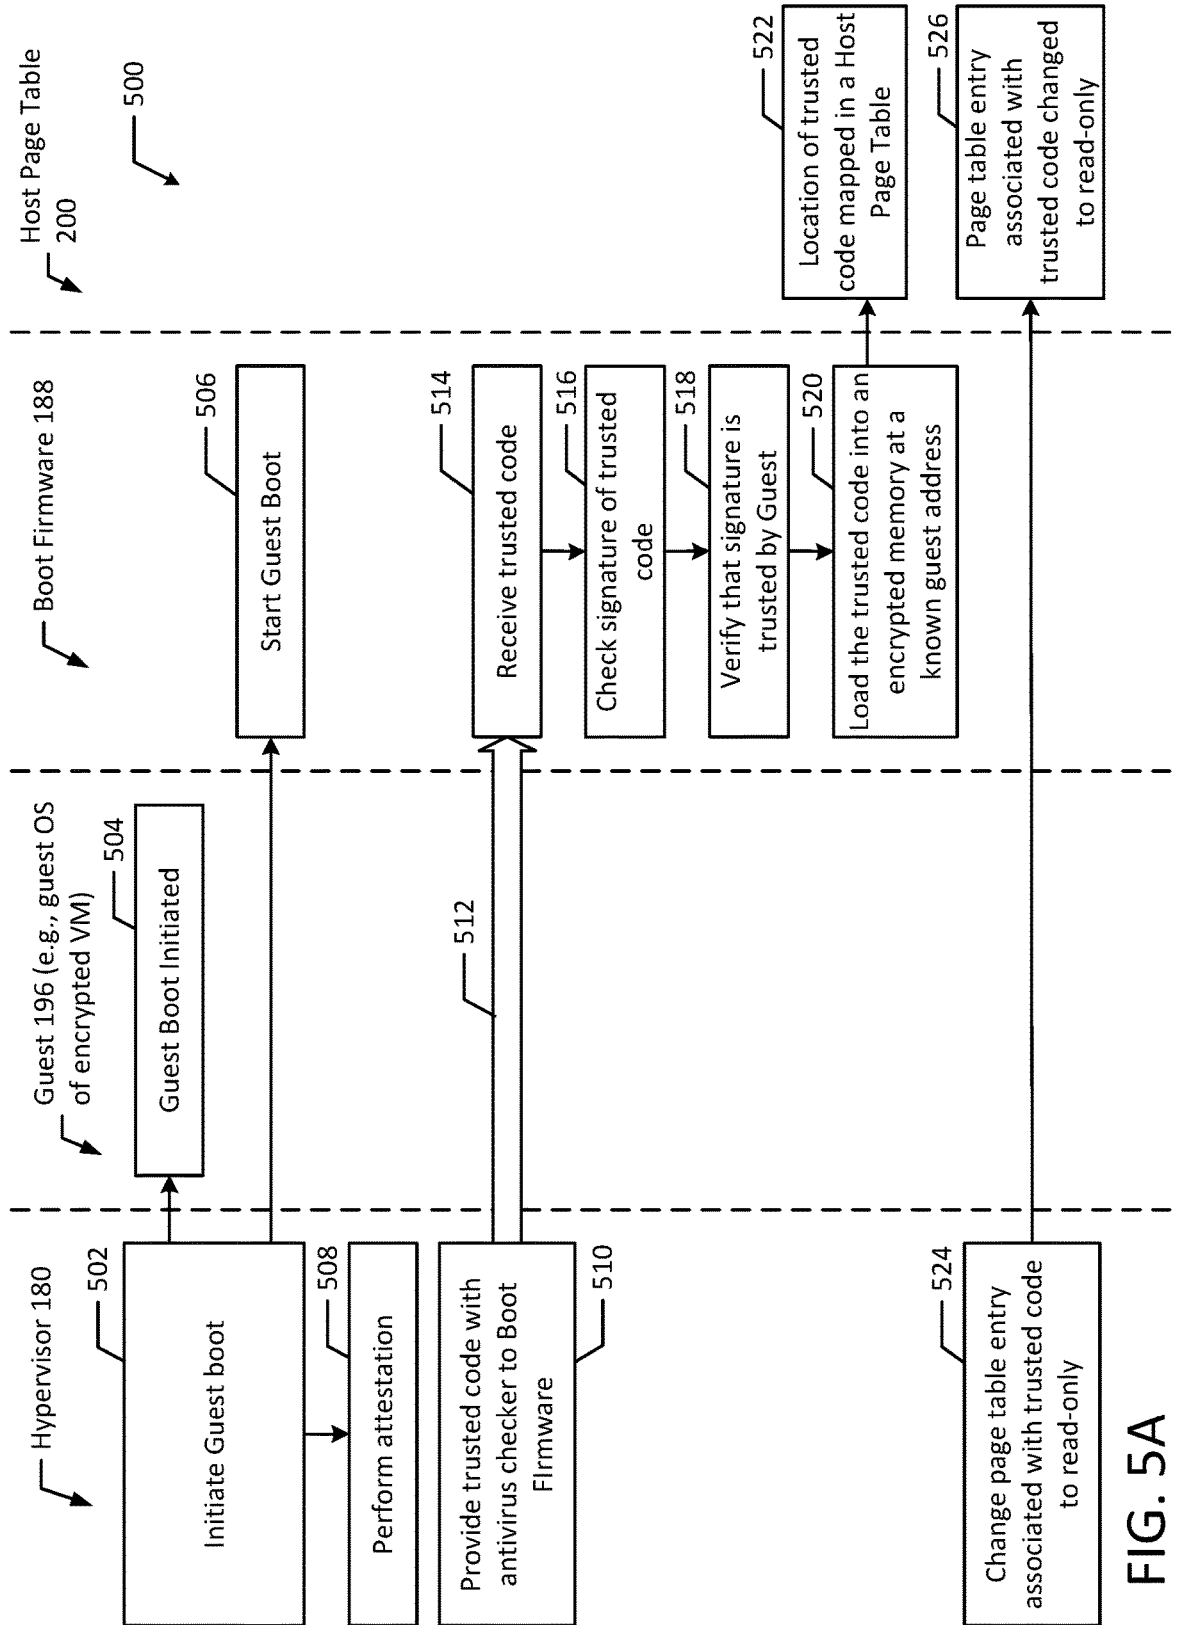 Hypervisor 180
Guest 196 (e.g., guest OS
of encrypted VM)
Boot Firmware 188
Host Page Table
200
500
502
Initiate Guest boot
504
Guest Boot Initiated
506
Start Guest Boot
508
Perform attestation
Provide trusted code with
antivirus checker to Boot
FIrmware
510
512
514
Receive trusted code
516
Check signature of trusted
code
518
Verify that signature is
trusted by Guest
520
Load the trusted code into an
encrypted memory at a
known guest address
522
Location of trusted
code mapped in a Host
Page Table
524
Change page table entry
associated with trusted code
to read-only
526
Page table entry
associated with
trusted code changed
to read-only
FIG. 5A